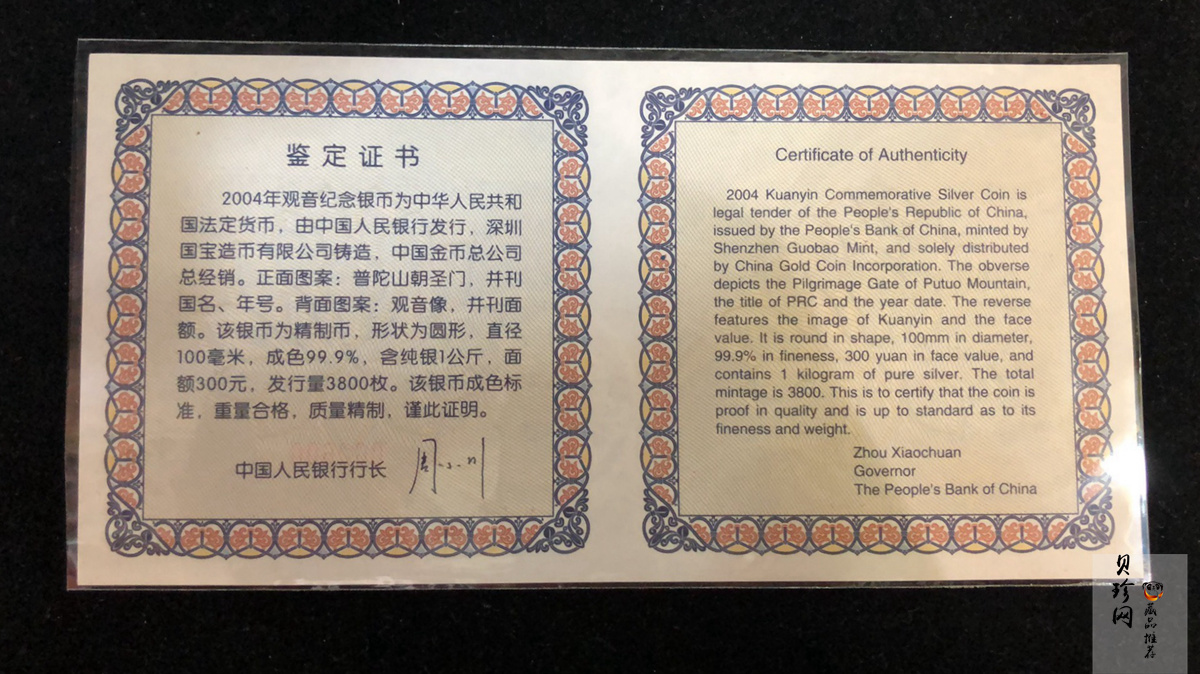 鉴定证书
2004年观音纪念银币为中华人民共和
国法定货币，由中国人民银行发行，深圳
国宝造币有限公司铸造，中国金币总公司
总经销。正面图案：普陀山朝圣门，并刊
国名、年号。背面图案：观音像，并刊面
额。该银币为精制币，形状为圆形，直径
100毫米，成色99.9%，含纯银1公斤，面
额300元，发行量3800枚。该银币成色标
准，重量合格，质量精制，谨此证明。
中国人民银行行长 周小川
Certificate of Authenticity
2004 Kuanyin Commemorative Silver Coin is
legal tender of the People's Republic of China,
issued by the People's Bank of China, minted by
Shenzhen Guobao Mint, and solely distributed
by China Gold Coin Incorporation. The obverse
depicts the Pilgrimage Gate of Putuo Mountain,
the title of PRC and the year date. The reverse
features the image of Kuanyin and the face
value. It is round in shape, 100mm in diameter,
99.9% in fineness, 300 yuan in face value, and
contains 1 kilogram of pure silver. The total
mintage is 3800. This is to certify that the coin is
proof in quality and is up to standard as to its
fineness and weight.
Zhou Xiaochuan
Governor
The People's Bank of China
贝珍网
藏品推荐